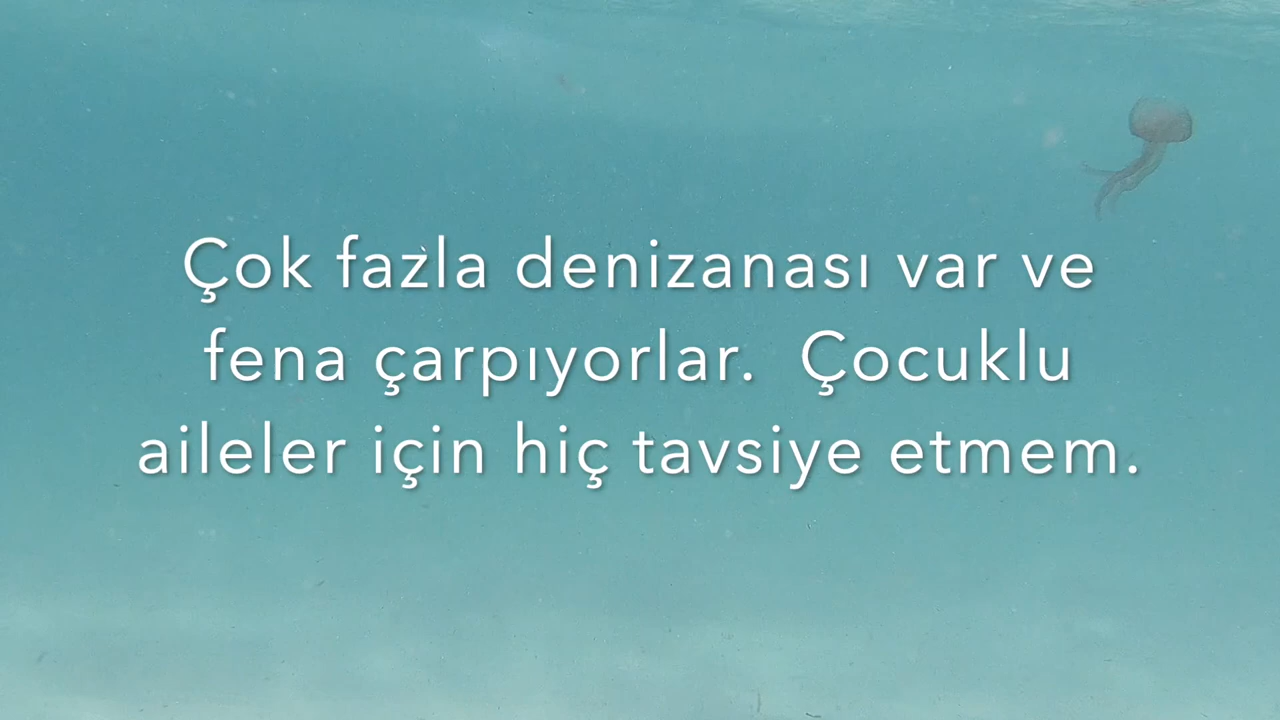 Çok fazla denizanası var ve
fena çarpıyorlar. Çocuklu
aileler için hiç tavsiye etmem.